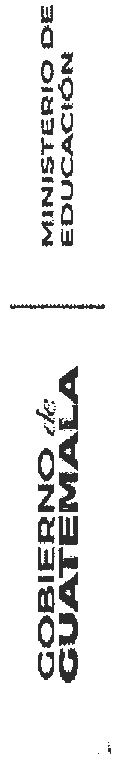 GOBIERNO de
GUATEMALA
MINISTERIO DE
EDUCACIÓN